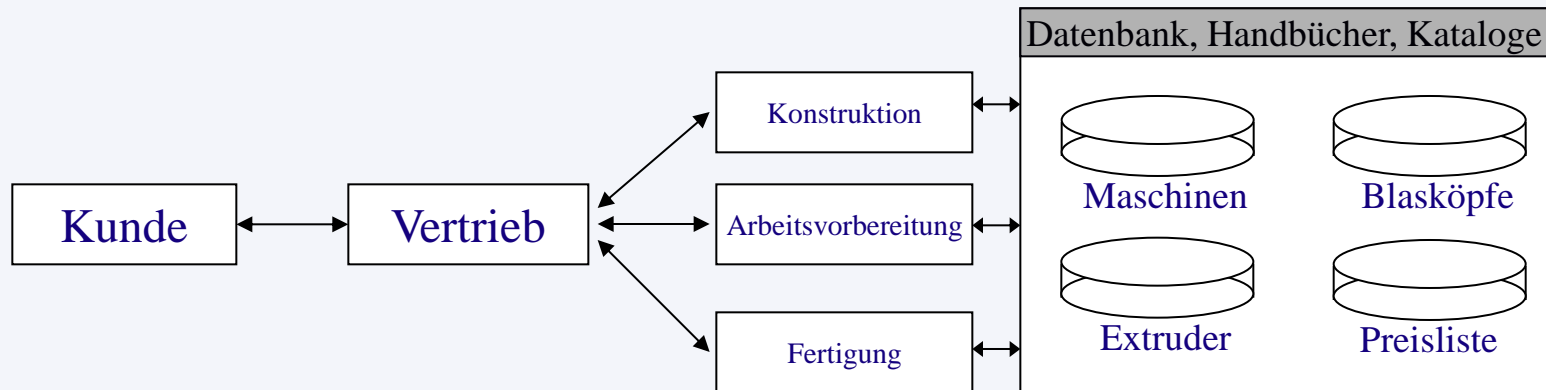 Datenbank, Handbücher, Kataloge
Konstruktion
Maschinen
Blasköpfe
Kunde
Vertrieb
Arbeitsvorbereitung
Fertigung
Extruder
Preisliste